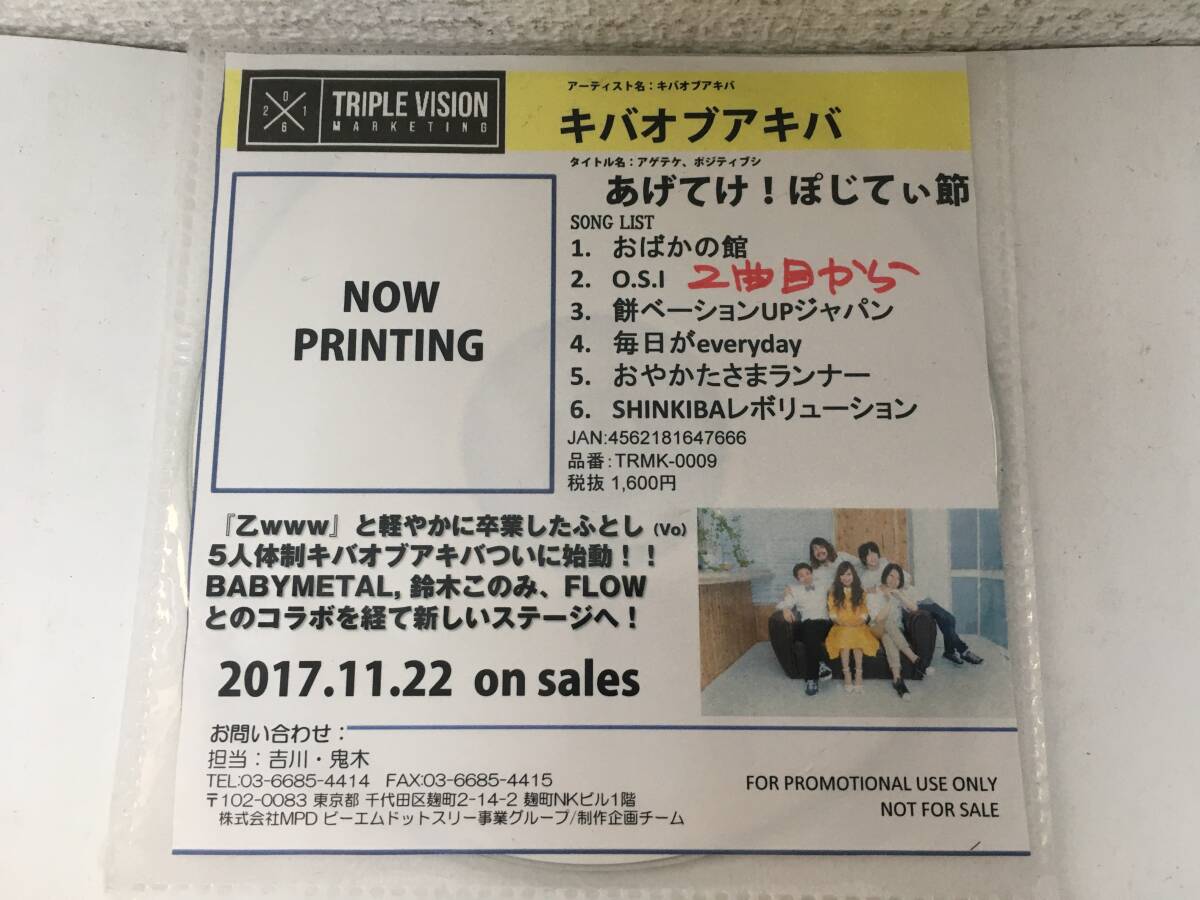 2016
TRIPLE VISION
MARKETING
アーティスト名:キバオブアキバ
キバオブアキバ
タイトル名:アゲテケ、ポジティブシ
あげてけ!ぽじてぃ節
NOW
PRINTING
SONG LIST
1. おばかの館
2. O.S.I 2曲目から
3. 餅ベーションUPジャパン
4. 毎日がeveryday
5. おやかたさまランナー
6. SHINKIBAレボリューション
JAN:4562181647666
品番:TRMK-0009
税抜 1,600円
『乙www』と軽やかに卒業したふとし(Vo)
5人体制キバオブアキバついに始動!!
BABYMETAL, 鈴木このみ、FLOW
とのコラボを経て新しいステージへ!
2017.11.22 on sales
お問い合わせ:
担当:吉川・鬼木
TEL:03-6685-4414 FAX:03-6685-4415
〒102-0083 東京都 千代田区麹町2-14-2 麹町NKビル1階
株式会社MPD ピーエムドットスリー事業グループ/制作企画チーム
FOR PROMOTIONAL USE ONLY
NOT FOR SALE